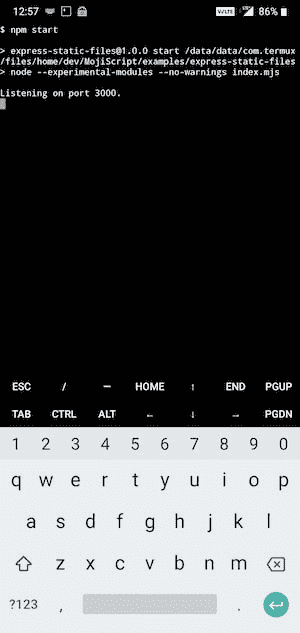 12:57 VoLTE 86%
$ npm start
> express-static-files@1.0.0 start /data/data/com.termux
/files/home/dev/MojiScript/examples/express-static-files
> node --experimental-modules --no-warnings index.mjs
Listening on port 3000.
ESC / — HOME ↑ END PGUP
TAB CTRL ALT ← ↓ → PGDN
1 2 3 4 5 6 7 8 9 0
q w e r t y u i o p
a s d f g h j k l
z x c v b n m
?123 , .